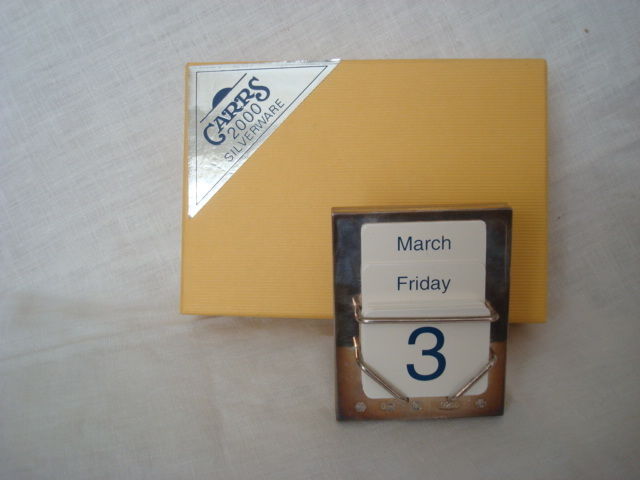 CARRS
2000
SILVERWARE
March
Friday
3